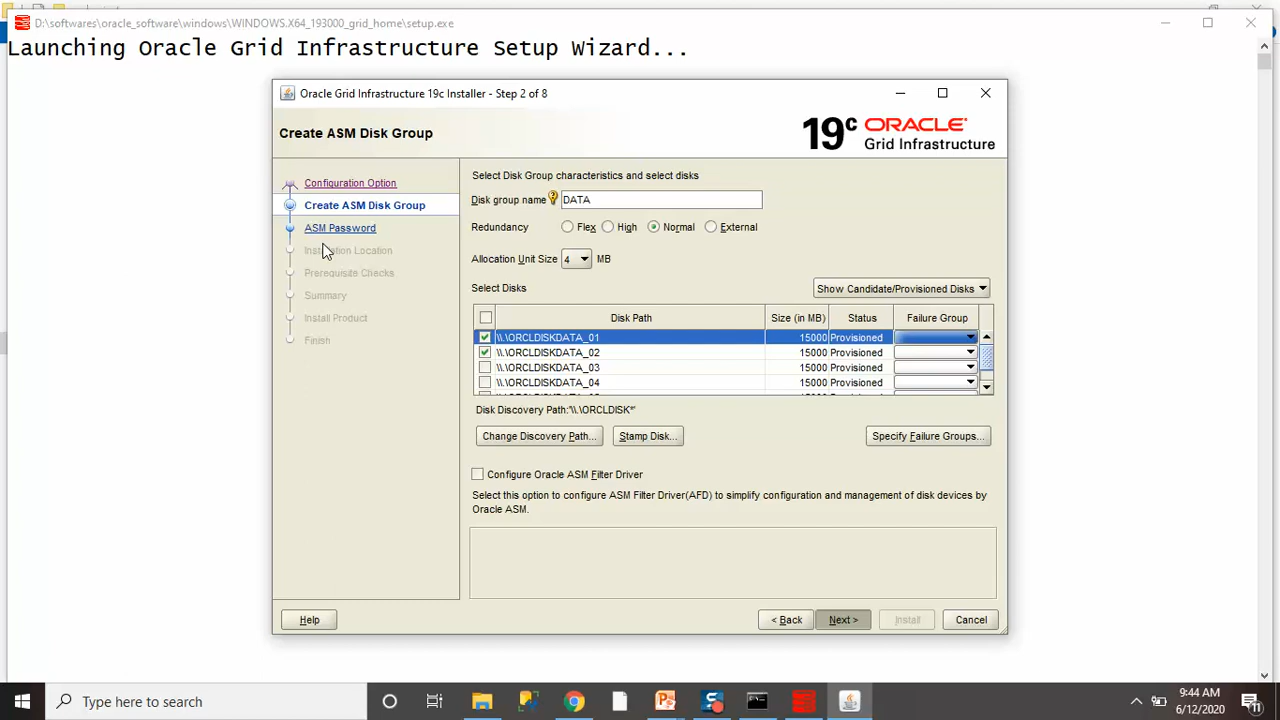 D:\softwares\oracle_software\windows\WINDOWS.X64_193000_grid_home\setup.exe
Launching Oracle Grid Infrastructure Setup Wizard...
Oracle Grid Infrastructure 19c Installer - Step 2 of 8
Create ASM Disk Group
19c ORACLE
Grid Infrastructure
Configuration Option
Create ASM Disk Group
ASM Password
Installation Location
Prerequisite Checks
Summary
Install Product
Finish
Select Disk Group characteristics and select disks
Disk group name DATA
Redundancy Flex High Normal External
Allocation Unit Size 4 MB
Select Disks Show Candidate/Provisioned Disks
Disk Path Size (in MB) Status Failure Group
\\.\ORCLDISKDATA_01 15000 Provisioned
\\.\ORCLDISKDATA_02 15000 Provisioned
\\.\ORCLDISKDATA_03 15000 Provisioned
\\.\ORCLDISKDATA_04 15000 Provisioned
Disk Discovery Path:'\\.\ORCLDISK*'
Change Discovery Path... Stamp Disk... Specify Failure Groups...
Configure Oracle ASM Filter Driver
Select this option to configure ASM Filter Driver(AFD) to simplify configuration and management of disk devices by
Oracle ASM.
Help < Back Next > Install Cancel
Type here to search
9:44 AM
6/12/2020
11